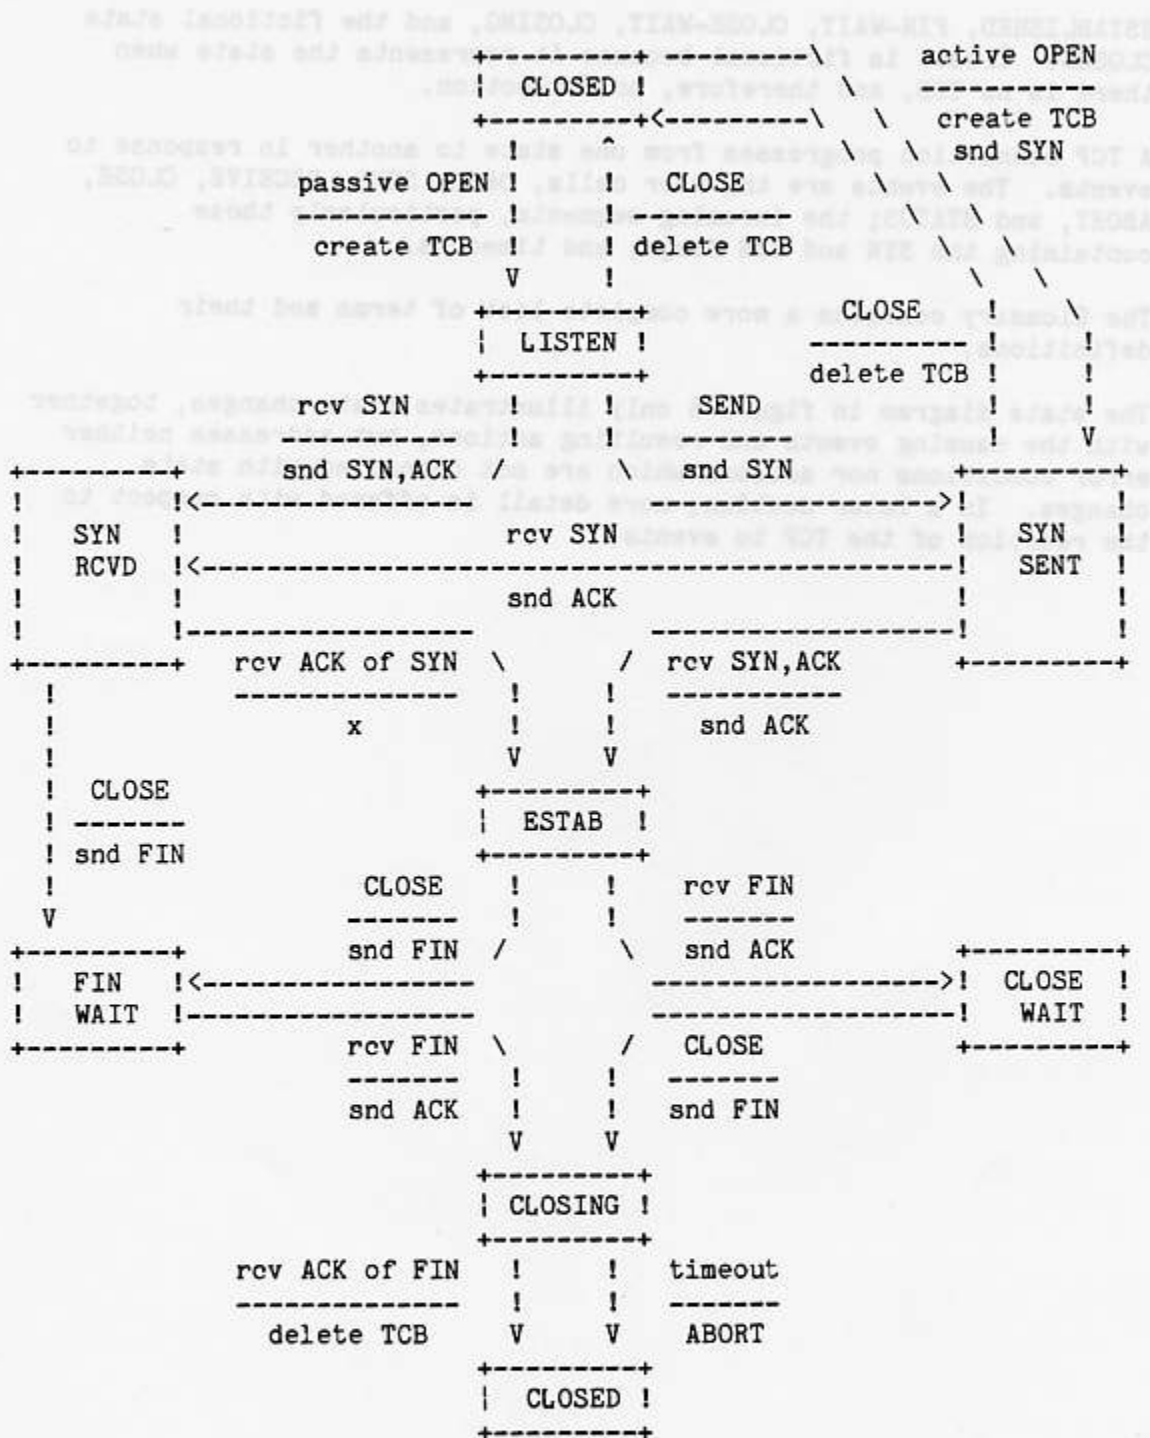 +---------+---------\ active OPEN
¦ CLOSED ! \ -----------
+---------+<---------\ \ create TCB
! ^ \ \ snd SYN
passive OPEN ! ! CLOSE \ \
------------ ! ! ---------- \ \
create TCB ! ! delete TCB \ \
V ! \ \
+---------+ CLOSE ! \
¦ LISTEN ! ---------- ! !
+---------+ delete TCB ! !
rcv SYN ! ! SEND ! !
----------- ! ! ------- ! V
+---------+ snd SYN,ACK / \ snd SYN +---------+
! !<----------------- ------------------>! !
! SYN ! rcv SYN ! SYN !
! RCVD !<-----------------------------------------------! SENT !
! ! snd ACK ! !
! !------------------ -------------------! !
+---------+ rcv ACK of SYN \ / rcv SYN,ACK +---------+
! -------------- ! ! -----------
! x ! ! snd ACK
! V V
! CLOSE +---------+
! ------- ¦ ESTAB !
! snd FIN +---------+
! CLOSE ! ! rcv FIN
V ------- ! ! -------
+---------+ snd FIN / \ snd ACK +---------+
! FIN !<----------------- ------------------>! CLOSE !
! WAIT !------------------ -------------------! WAIT !
+---------+ rcv FIN \ / CLOSE +---------+
------- ! ! -------
snd ACK ! ! snd FIN
V V
+---------+
¦ CLOSING !
+---------+
rcv ACK of FIN ! ! timeout
-------------- ! ! -------
delete TCB V V ABORT
+---------+
¦ CLOSED !
+---------+